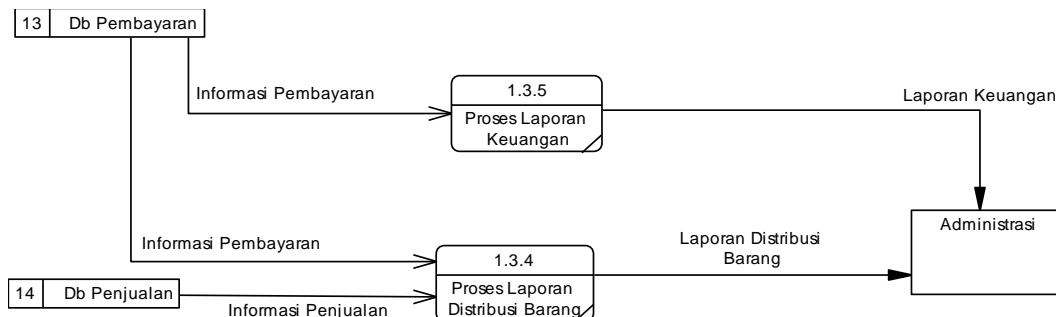 13 Db Pembayaran
Informasi Pembayaran
1.3.5
Proses Laporan
Keuangan
Laporan Keuangan
Administrasi
Informasi Pembayaran
1.3.4
Proses Laporan
Distribusi Barang
Laporan Distribusi
Barang
14 Db Penjualan
Informasi Penjualan